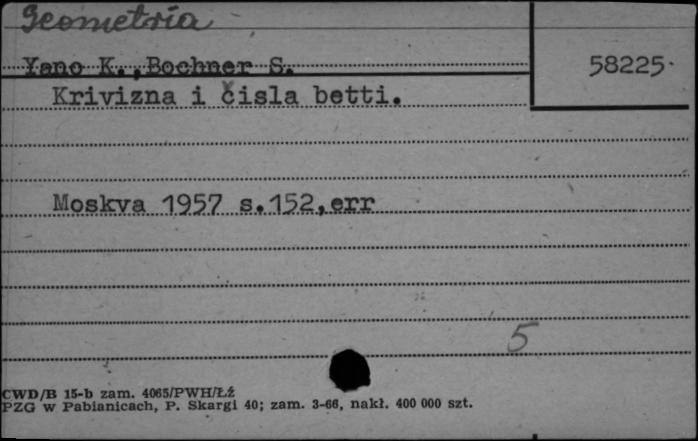 Geometria
58225
Yano K., Bochner S.
Krivizna i čisla betti.
Moskva 1957 s.152,err
5
CWD/B 15-b zam. 4065/PWH/Łź
PZG w Pabianicach, P. Skargi 40; zam. 3-66, nakł. 400 000 szt.